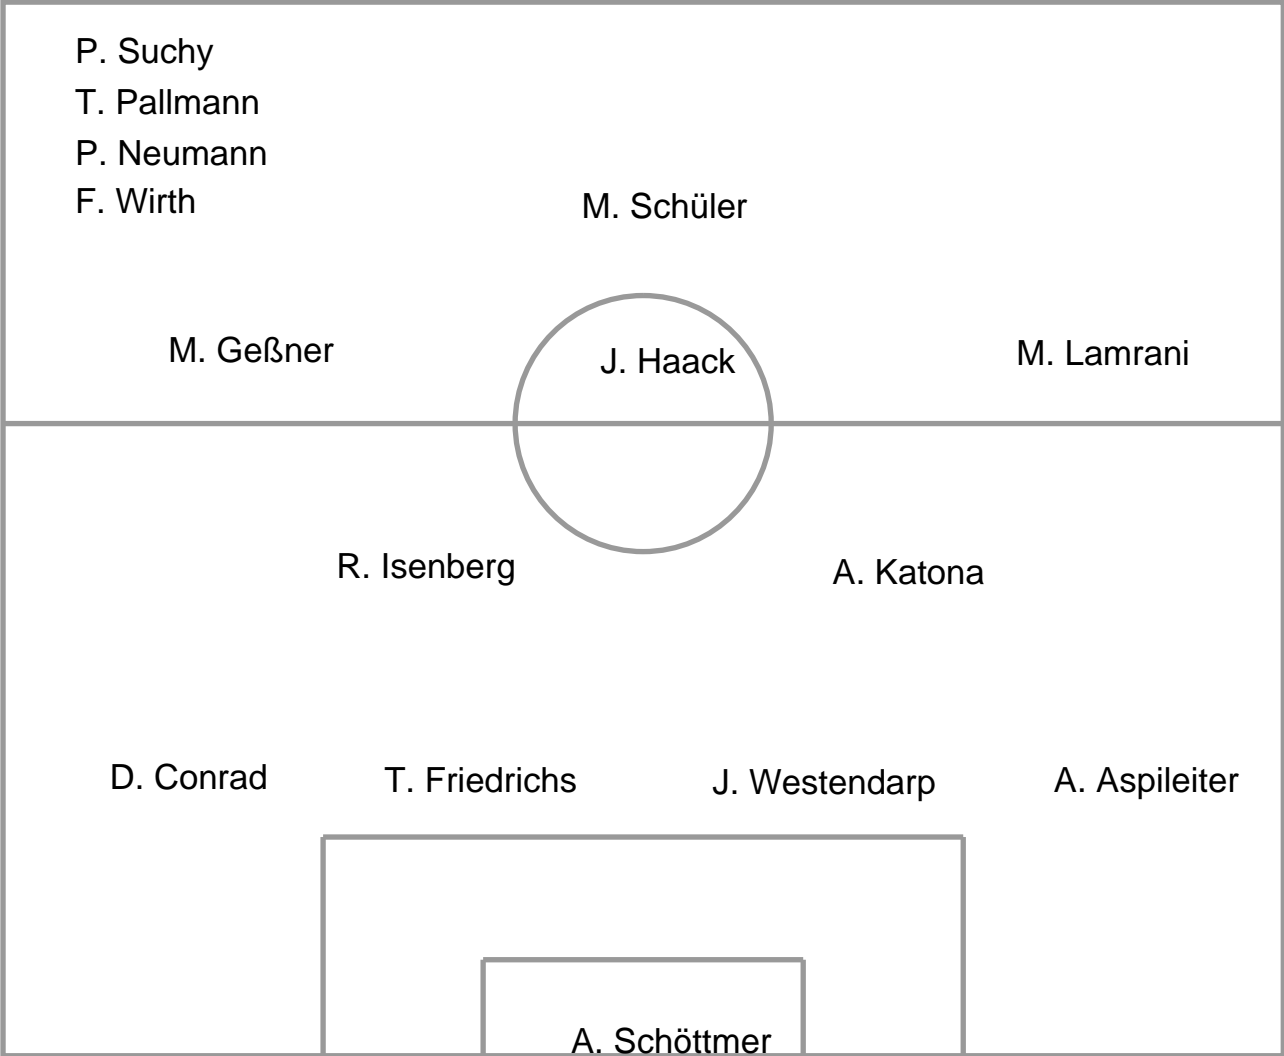 P. Suchy
T. Pallmann
P. Neumann
F. Wirth
M. Schüler
M. Geßner
J. Haack
M. Lamrani
R. Isenberg
A. Katona
D. Conrad
T. Friedrichs
J. Westendarp
A. Aspileiter
A. Schöttmer